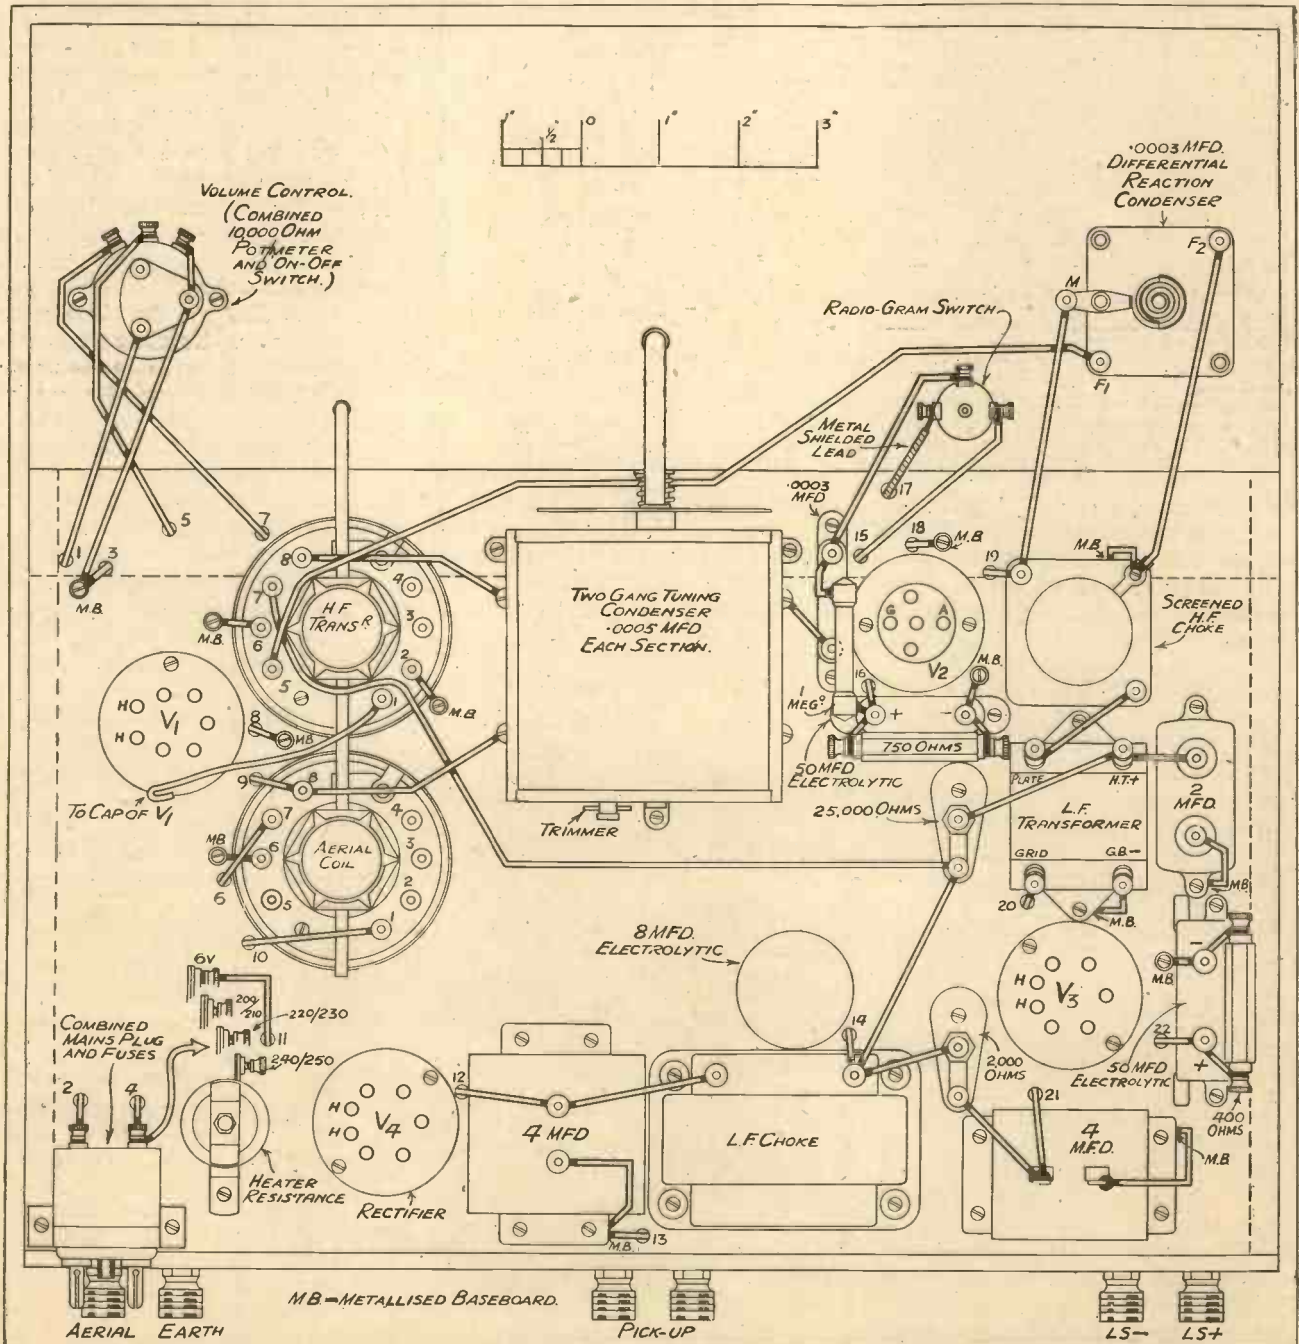 1"
½"
0
1"
2"
3"
·0003 MFD.
DIFFERENTIAL
REACTION
CONDENSER
VOLUME CONTROL.
(COMBINED
10,000 OHM
POTMETER
AND ON-OFF
SWITCH.)
F2
M
F1
RADIO-GRAM SWITCH
METAL
SHIELDED
LEAD
17
·0003
MFD
15
18
M.B.
19
M.B.
1
3
M.B.
5
7
8
7
6
5
4
3
2
1
H.F.
TRANSR
M.B.
M.B.
TWO GANG TUNING
CONDENSER
·0005 MFD
EACH SECTION.
G
A
V2
SCREENED
H.F.
CHOKE
16
M.B.
1
MEGO
+
-
750 OHMS
50 MFD
ELECTROLYTIC
H
H
V1
TO CAP OF V1
8
MB
9
8
7
6
5
4
3
2
1
AERIAL
COIL
MB
6
10
TRIMMER
25,000 OHMS
PLATE
H.T.+
L.F.
TRANSFORMER
GRID
G.B.-
2
MFD.
M.B.
20
M.B.
8 MFD.
ELECTROLYTIC
H
H
V3
-
M.B.
22
+
50 MFD
ELECTROLYTIC
400
OHMS
6V
200/
210
220/230
11
240/250
COMBINED
MAINS PLUG
AND FUSES
2
4
HEATER
RESISTANCE
H
H
V4
RECTIFIER
12
4 MFD
M.B.
13
14
L.F. CHOKE
2,000
OHMS
21
4
M.F.D.
M.B.
M.B.—METALLISED BASEBOARD.
AERIAL
EARTH
PICK-UP
LS-
LS+